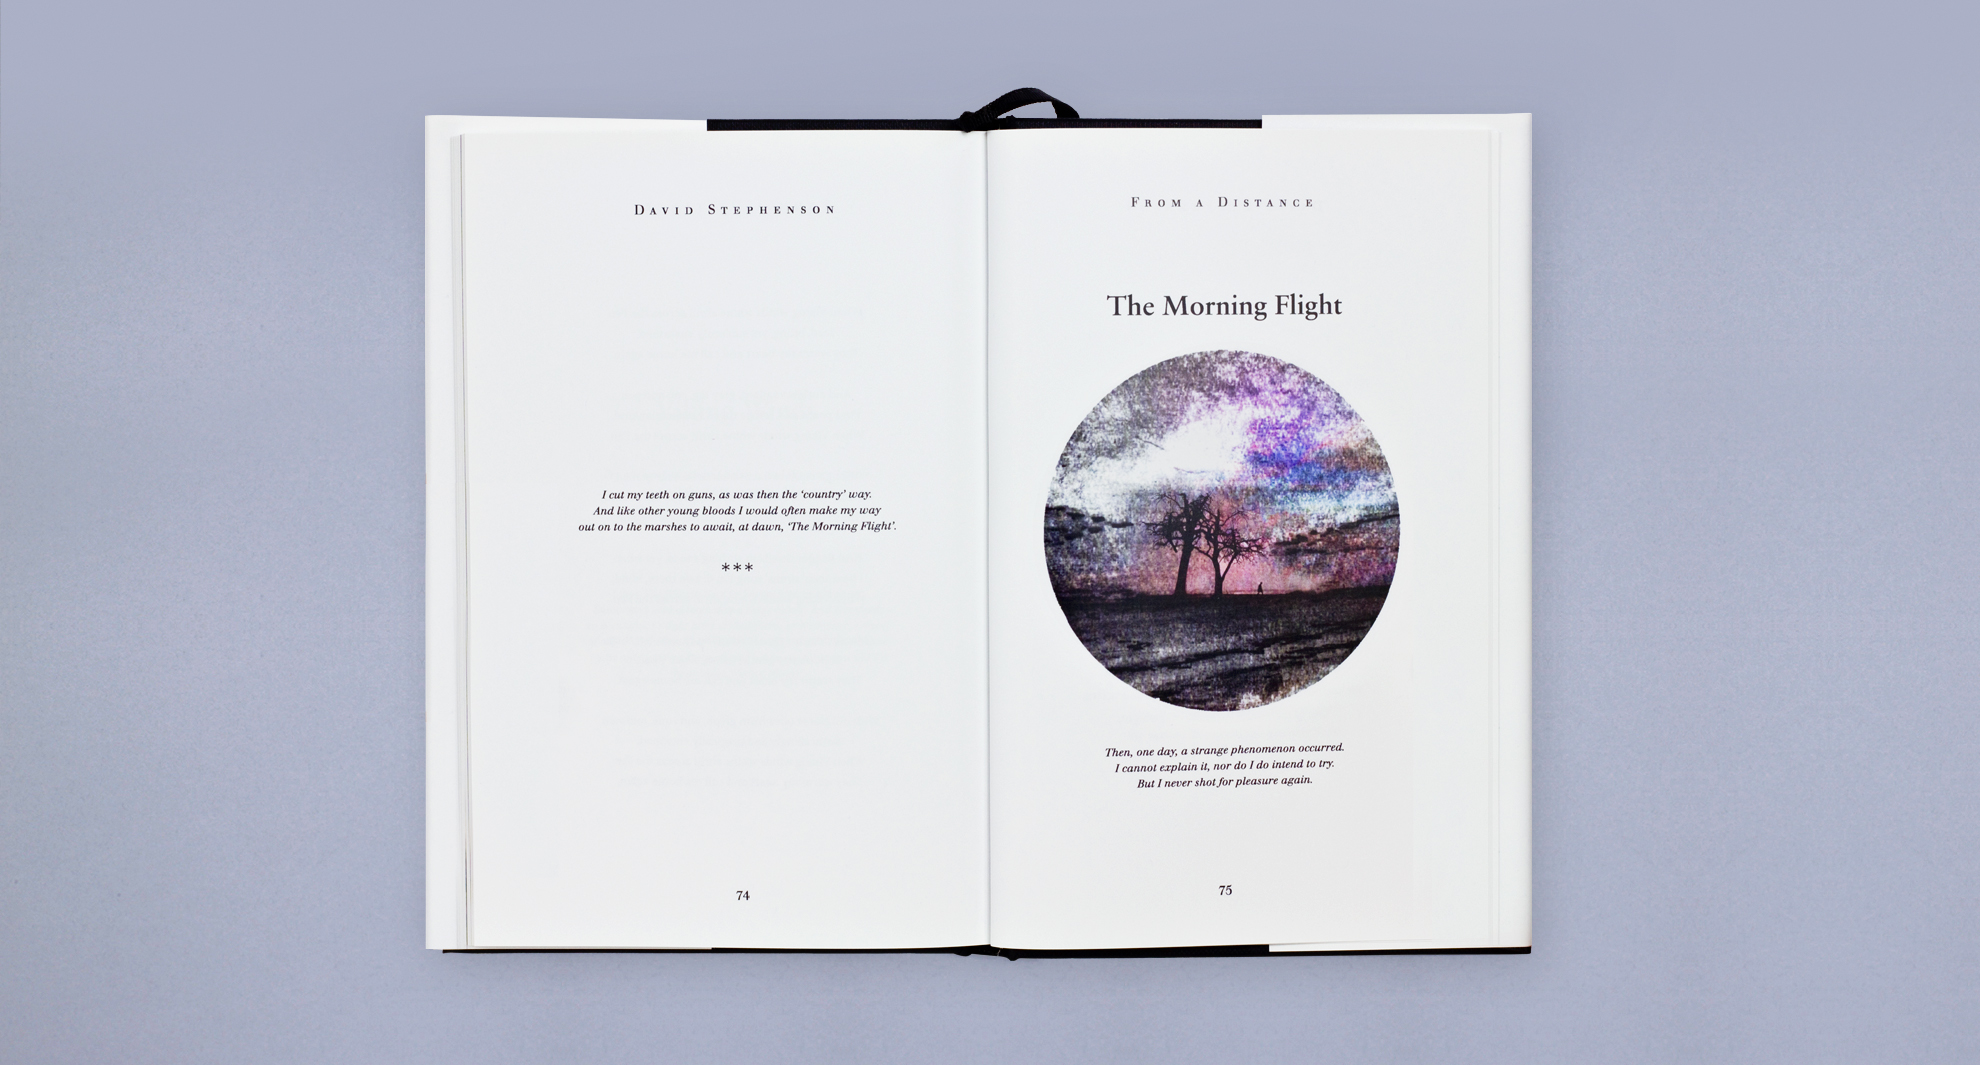 DAVID STEPHENSON
I cut my teeth on guns, as was then the ‘country’ way.
And like other young bloods I would often make my way
out on to the marshes to await, at dawn, ‘The Morning Flight’.
***
74
FROM A DISTANCE
The Morning Flight
Then, one day, a strange phenomenon occurred.
I cannot explain it, nor do I do intend to try.
But I never shot for pleasure again.
75